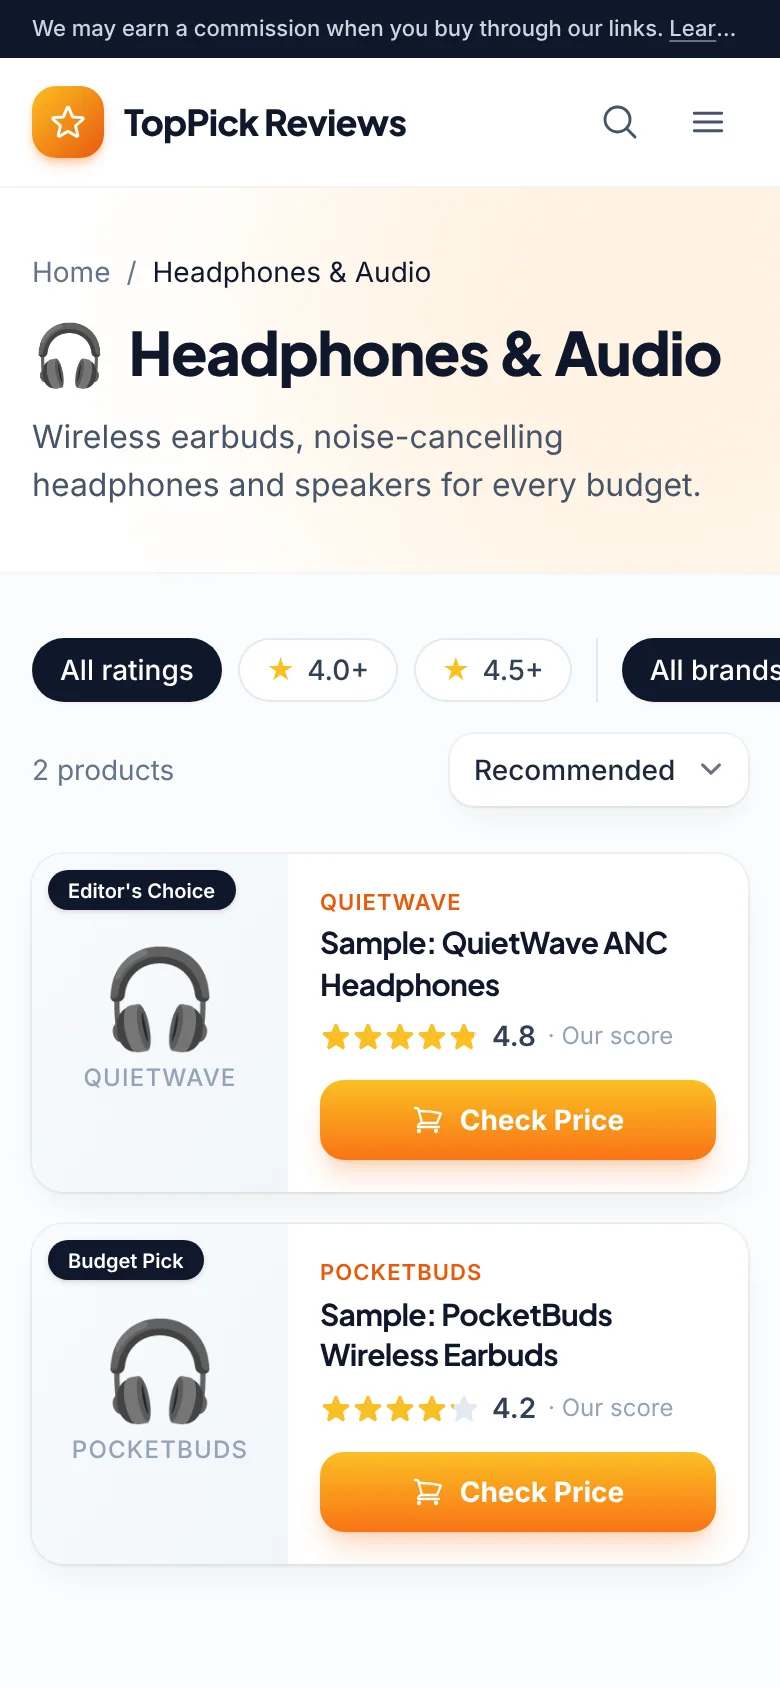 We may earn a commission when you buy through our links. Lear...
TopPick Reviews
Home / Headphones & Audio
Headphones & Audio
Wireless earbuds, noise-cancelling
headphones and speakers for every budget.
All ratings ★ 4.0+ ★ 4.5+ All brands
2 products Recommended
Editor's Choice
QUIETWAVE
QUIETWAVE
Sample: QuietWave ANC
Headphones
4.8 · Our score
Check Price
Budget Pick
POCKETBUDS
POCKETBUDS
Sample: PocketBuds
Wireless Earbuds
4.2 · Our score
Check Price